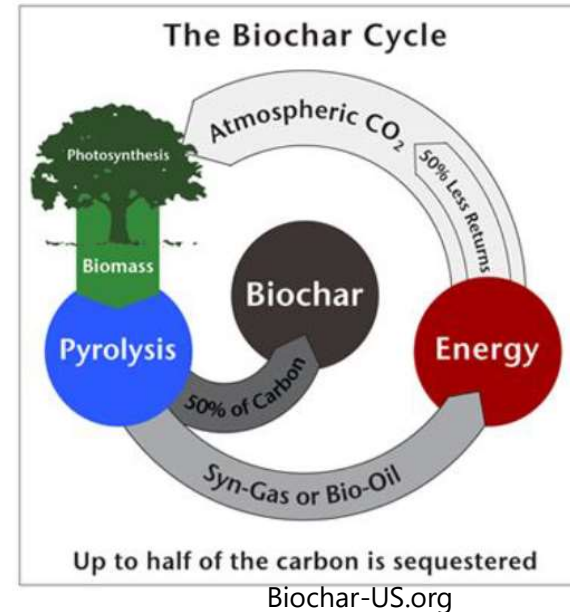 The Biochar Cycle
Atmospheric CO₂
50% Less Returns
Photosynthesis
Biomass
Biochar
Pyrolysis
Energy
50% of Carbon
Syn-Gas or Bio-Oil
Up to half of the carbon is sequestered
Biochar-US.org